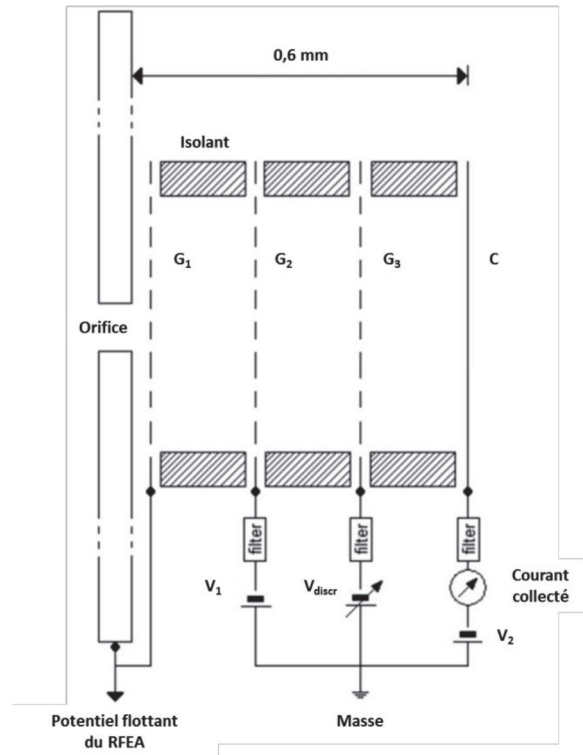 0,6 mm
Isolant
G₁
G₂
G₃
C
Orifice
filter
filter
filter
V₁
Vdiscr
Courant
collecté
V₂
Potentiel flottant
du RFEA
Masse